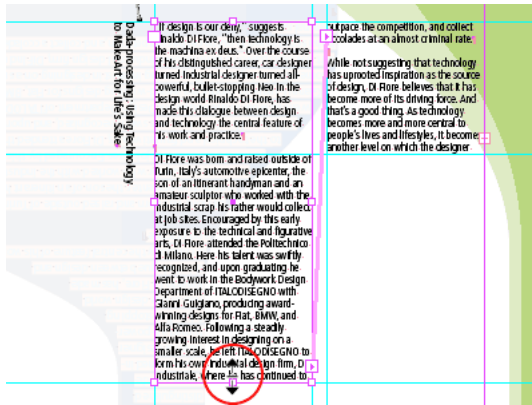 Dada-processing: Using Technology
to Make Art for Life's Sake
"If design is our deny," suggests
Rinaldo Di Fiore, "then technology is
the machina ex deus." Over the course
of his distinguished career, car designer
turned industrial designer turned all-
powerful, bullet-stopping Neo in the
design world Rinaldo Di Fiore, has
made this dialogue between design
and technology the central feature of
his work and practice.
Di Fiore was born and raised outside of
Turin, Italy's automotive epicenter, the
son of an itinerant handyman and an
amateur sculptor who worked with the
industrial scrap his father would collect
at job sites. Encouraged by this early
exposure to the technical and figurative
arts, Di Fiore attended the Politechnico
di Milano. Here his talent was swiftly
recognized, and upon graduating he
went to work in the Bodywork Design
Department of ITALODISEGNO with
Gianni Guigiano, producing award-
winning designs for Fiat, BMW, and
Alfa Romeo. Following a steadily
growing interest in designing on a
smaller scale, he left ITALODISEGNO to
form his own industrial design firm, D
Industriale, where he has continued to
outpace the competition, and collect
accolades at an almost criminal rate.
While not suggesting that technology
has uprooted inspiration as the source
of design, Di Fiore believes that it has
become more of its driving force. And
that's a good thing. As technology
becomes more and more central to
people's lives and lifestyles, it becomes
another level on which the designer